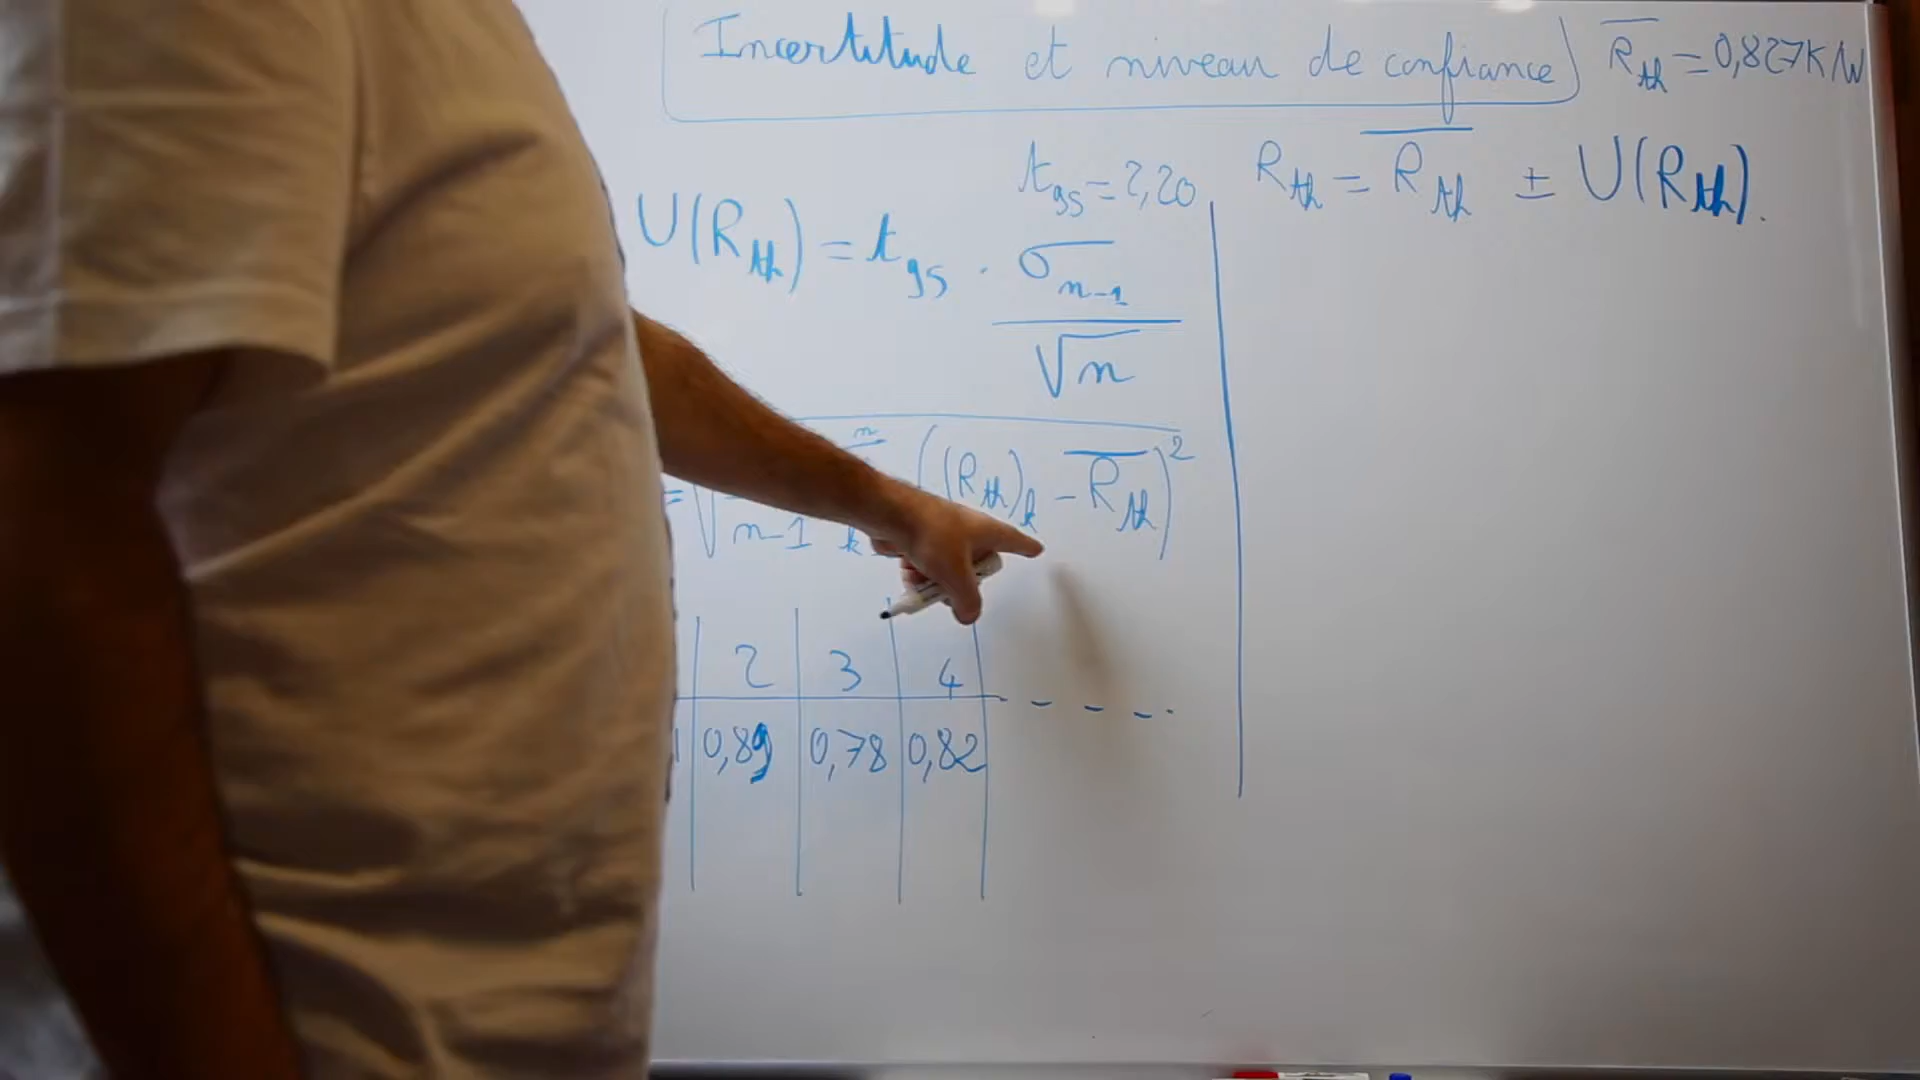 Incertitude et niveau de confiance
R̅th = 0,827K/W
t95 = 2,20
Rth = R̅th ± U(Rth).
U(Rth) = t95 · σn-1 / √n
= √ n-1 n k ((Rth)k - R̅th)²
2 3 4 - - - -
0,89 0,78 0,82